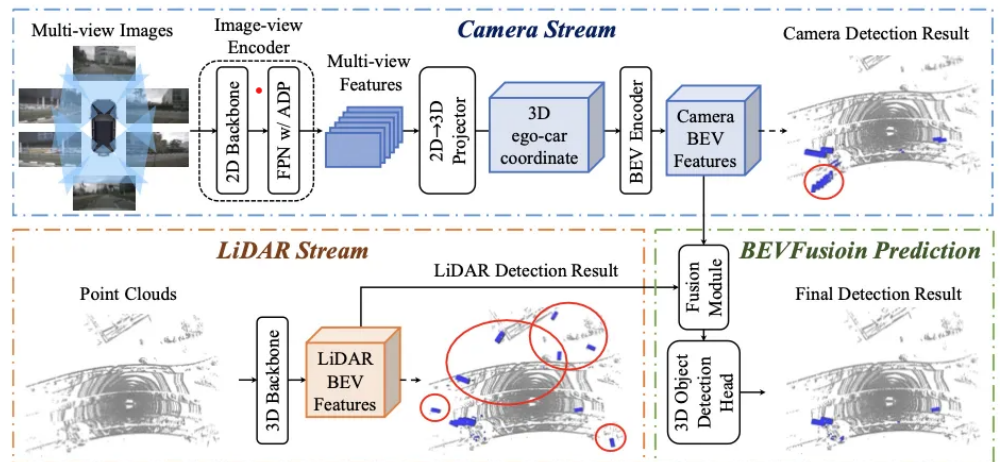 Multi-view Images
Image-view
Encoder
2D Backbone
FPN w/ ADP
Multi-view
Features
2D→3D
Projector
Camera Stream
3D
ego-car
coordinate
BEV Encoder
Camera
BEV
Features
Camera Detection Result
LiDAR Stream
Point Clouds
3D Backbone
LiDAR
BEV
Features
LiDAR Detection Result
BEVFusioin Prediction
Fusion
Module
3D Object
Detection
Head
Final Detection Result